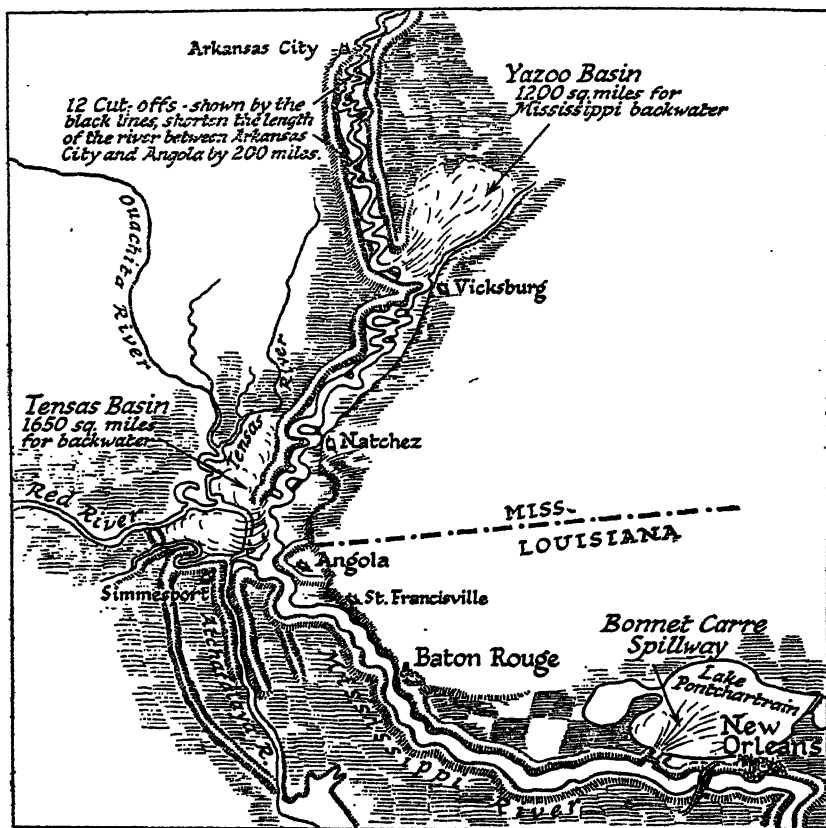 Arkansas City
Yazoo Basin
1200 sq. miles for
Mississippi backwater
12 Cut-offs - shown by the
black lines, shorten the length
of the river between Arkansas
City and Angola by 200 miles.
Ouachita River
Vicksburg
River
Tensas Basin
1650 sq. miles
for backwater
Tensas
Natchez
Red River
MISS.
LOUISIANA
Angola
Simmesport
St. Francisville
Atchafalaya R.
Bonnet Carre
Spillway
Baton Rouge
Lake
Pontchartrain
Mississippi River
New
Orleans